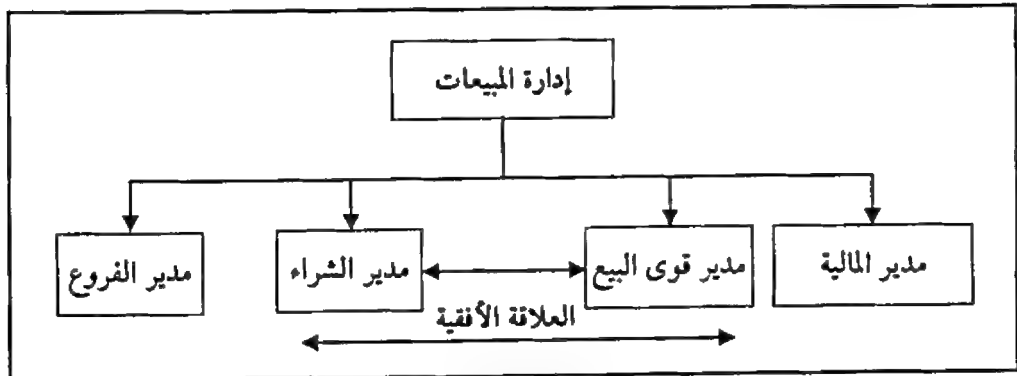 إدارة المبيعات
مدير المالية
مدير قوى البيع
مدير الشراء
مدير الفروع
العلاقة الأفقية